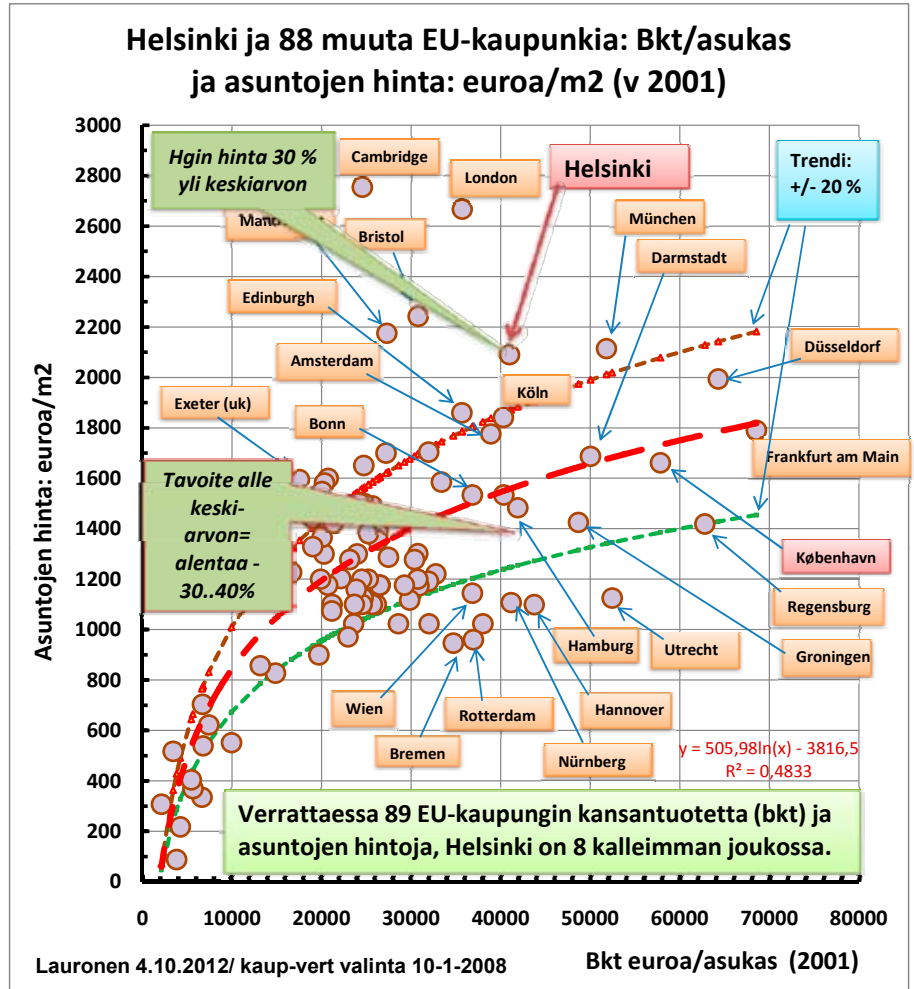 Helsinki ja 88 muuta EU-kaupunkia: Bkt/asukas
ja asuntojen hinta: euroa/m2 (v 2001)
Asuntojen hinta: euroa/m2
3000
2800
2600
2400
2200
2000
1800
1600
1400
1200
1000
800
600
400
200
0
Hgin hinta 30 %
yli keskiarvon
Cambridge
London
Helsinki
Trendi:
+/- 20 %
Bristol
München
Darmstadt
Edinburgh
Amsterdam
Düsseldorf
Exeter (uk)
Köln
Bonn
Frankfurt am Main
Tavoite alle
keski-
arvon=
alentaa -
30..40%
København
Regensburg
Hamburg
Utrecht
Groningen
Wien
Rotterdam
Hannover
Bremen
Nürnberg
y = 505,98ln(x) - 3816,5
R² = 0,4833
Verrattaessa 89 EU-kaupungin kansantuotetta (bkt) ja
asuntojen hintoja, Helsinki on 8 kalleimman joukossa.
0 10000 20000 30000 40000 50000 60000 70000 80000
Lauronen 4.10.2012/ kaup-vert valinta 10-1-2008
Bkt euroa/asukas (2001)